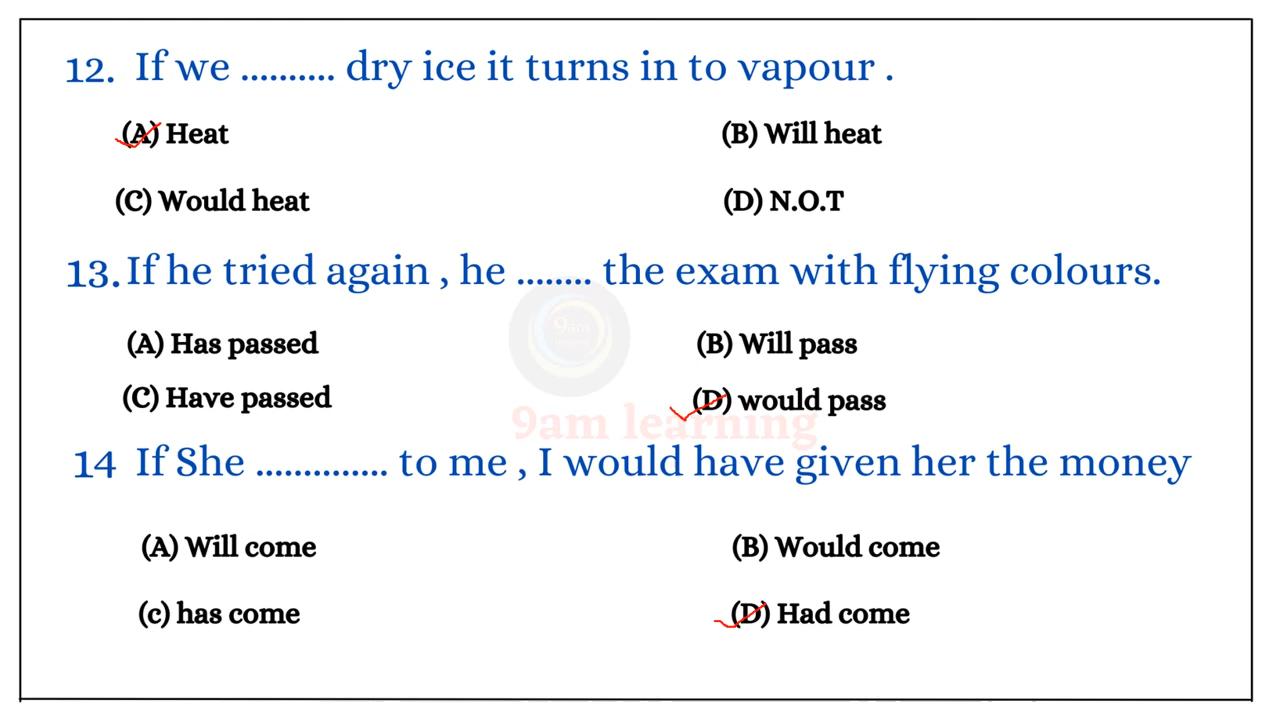 12. If we .......... dry ice it turns in to vapour .
(A) Heat (B) Will heat
(C) Would heat (D) N.O.T
13. If he tried again , he ........ the exam with flying colours.
9am
(A) Has passed (B) Will pass
(C) Have passed (D) would pass
9am learning
14 If She .............. to me , I would have given her the money
(A) Will come (B) Would come
(c) has come (D) Had come